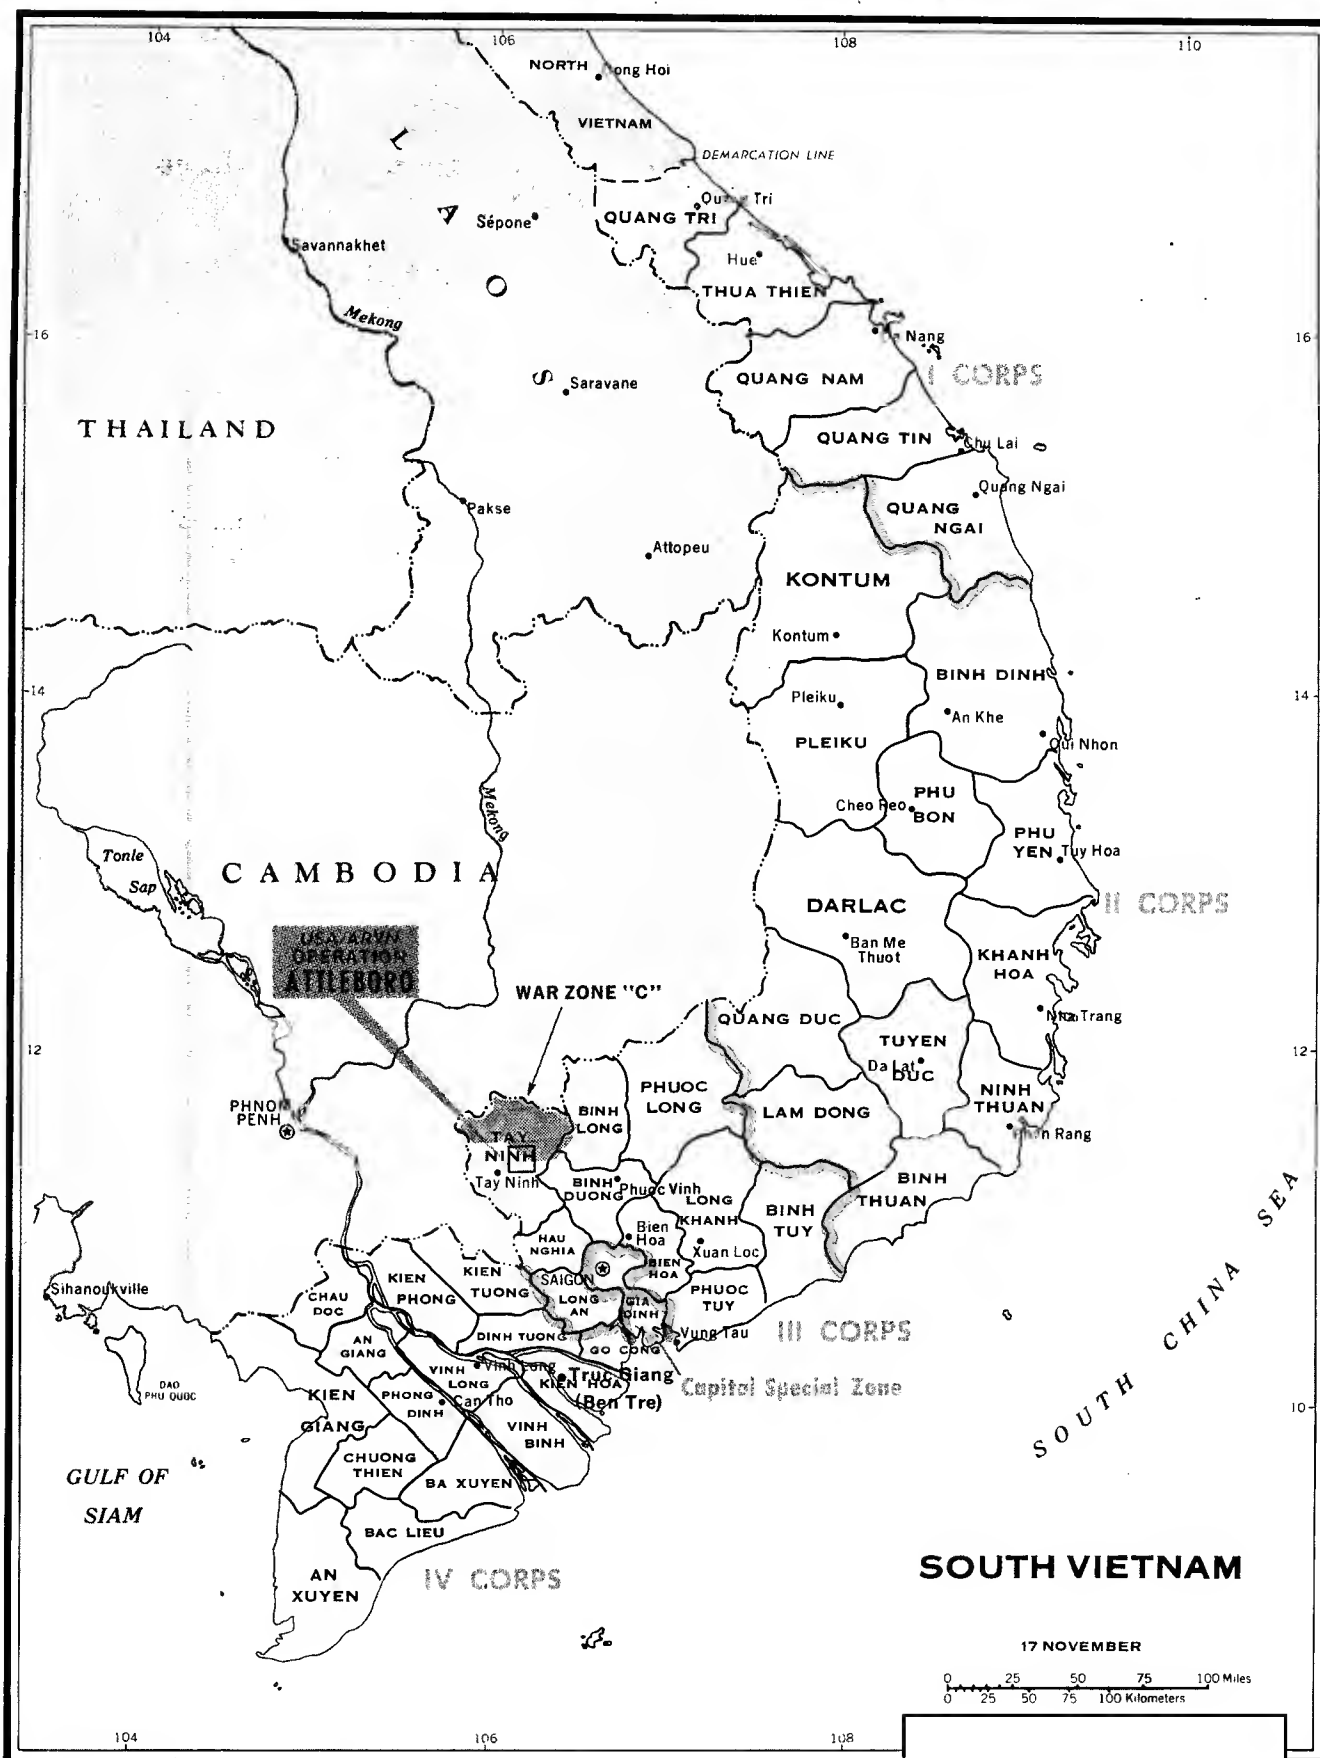 104
106
108
110
NORTH
VIETNAM
ong Hoi
DEMARCATION LINE
L A O S
Sépone
QUANG TRI
Qu Tri
Savannakhet
Hue
THUA THIEN
Mekong
16
16
Nang
I CORPS
Saravane
QUANG NAM
THAILAND
QUANG TIN
Chu Lai
Pakse
Quang Ngai
QUANG
NGAI
Attopeu
KONTUM
Kontum
BINH DINH
14
14
Pleiku
An Khe
PLEIKU
Qui Nhon
Mekong
PHU
BON
Cheo Reo
PHU
YEN
Tuy Hoa
Tonle
Sap
CAMBODIA
DARLAC
II CORPS
USA/ARVN
OPERATION
ATTLEBORO
Ban Me
Thuot
KHANH
HOA
WAR ZONE "C"
QUANG DUC
Nha Trang
12
12
TUYEN
DUC
Da Lat
PHUOC
LONG
BINH
LONG
LAM DONG
NINH
THUAN
PHNOM
PENH
TAY
NINH
Phan Rang
Tay Ninh
BINH
DUONG
Phuoc Vinh
LONG
KHANH
BINH
TUY
BINH
THUAN
HAU
NGHIA
Bien
Hoa
Xuan Loc
BIEN
HOA
Sihanoukville
CHAU
DOC
KIEN
PHONG
KIEN
TUONG
SAIGON
LONG
AN
GIA
DINH
PHUOC
TUY
Vung Tau
III CORPS
AN
GIANG
DINH TUONG
GO CONG
Capital Special Zone
DAO
PHU QUOC
VINH
LONG
Vinh Long
KIEN HOA
Truc Giang
(Ben Tre)
KIEN
GIANG
PHONG
DINH
Can Tho
VINH
BINH
10
SOUTH CHINA SEA
CHUONG
THIEN
BA XUYEN
GULF OF
SIAM
BAC LIEU
AN
XUYEN
IV CORPS
SOUTH VIETNAM
17 NOVEMBER
0 25 50 75 100 Miles
0 25 50 75 100 Kilometers
104
106
108